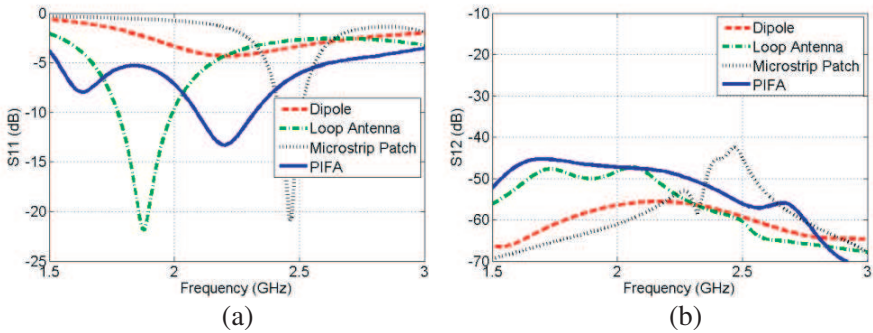 0
-5
-10
-15
-20
-25
S11 (dB)
1.5
2
2.5
3
Frequency (GHz)
Dipole
Loop Antenna
Microstrip Patch
PIFA
(a)
-10
-20
-30
-40
-50
-60
-70
S12 (dB)
1.5
2
2.5
3
Frequency (GHz)
Dipole
Loop Antenna
Microstrip Patch
PIFA
(b)